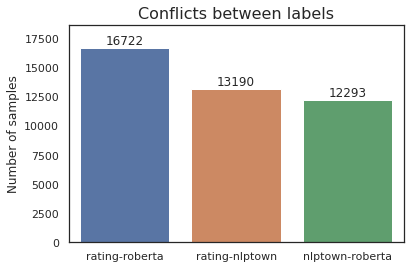 Conflicts between labels
Number of samples
17500
15000
12500
10000
7500
5000
2500
0
16722
13190
12293
rating-roberta
rating-nlptown
nlptown-roberta